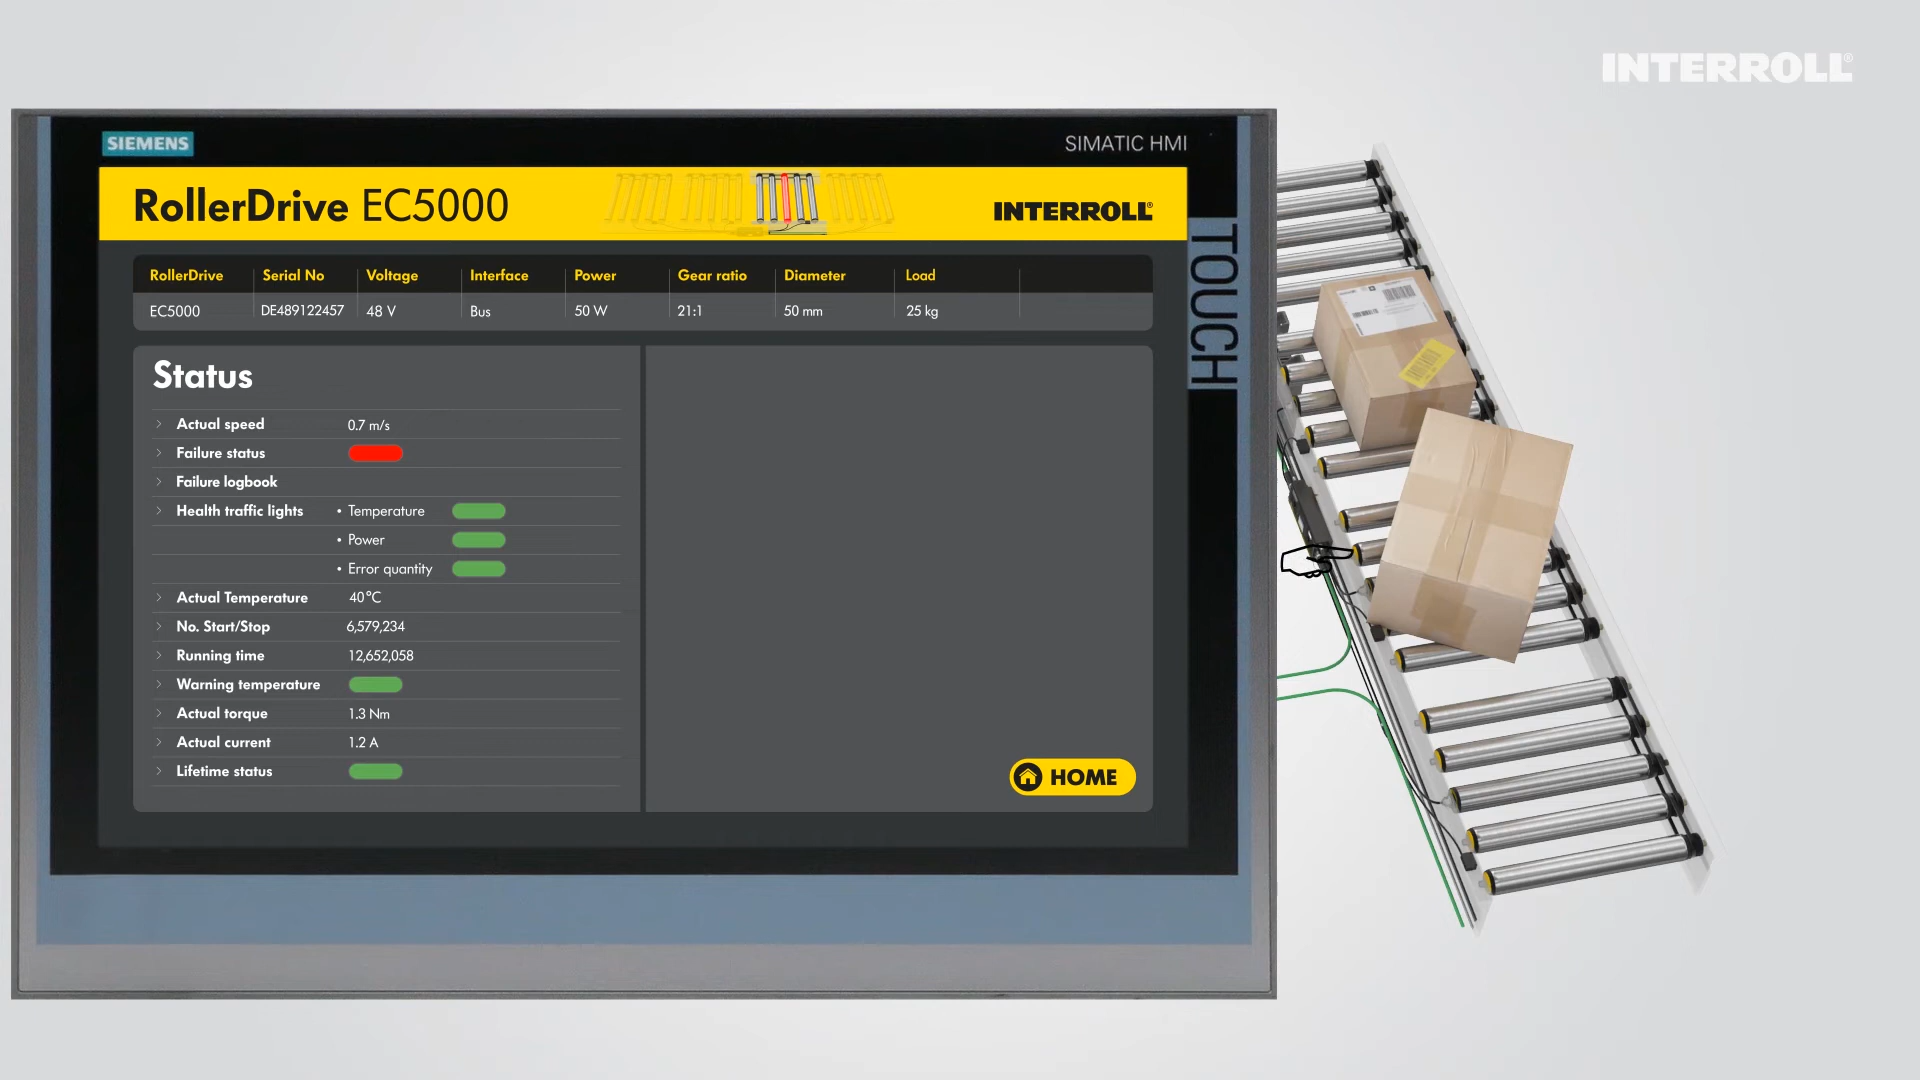 INTERROLL®
SIEMENS
SIMATIC HMI
RollerDrive EC5000
INTERROLL®
TOUCH
RollerDrive Serial No Voltage Interface Power Gear ratio Diameter Load
EC5000 DE489122457 48 V Bus 50 W 21:1 50 mm 25 kg
Status
Actual speed 0.7 m/s
Failure status
Failure logbook
Health traffic lights • Temperature
• Power
• Error quantity
Actual Temperature 40°C
No. Start/Stop 6,579,234
Running time 12,652,058
Warning temperature
Actual torque 1.3 Nm
Actual current 1.2 A
Lifetime status
HOME